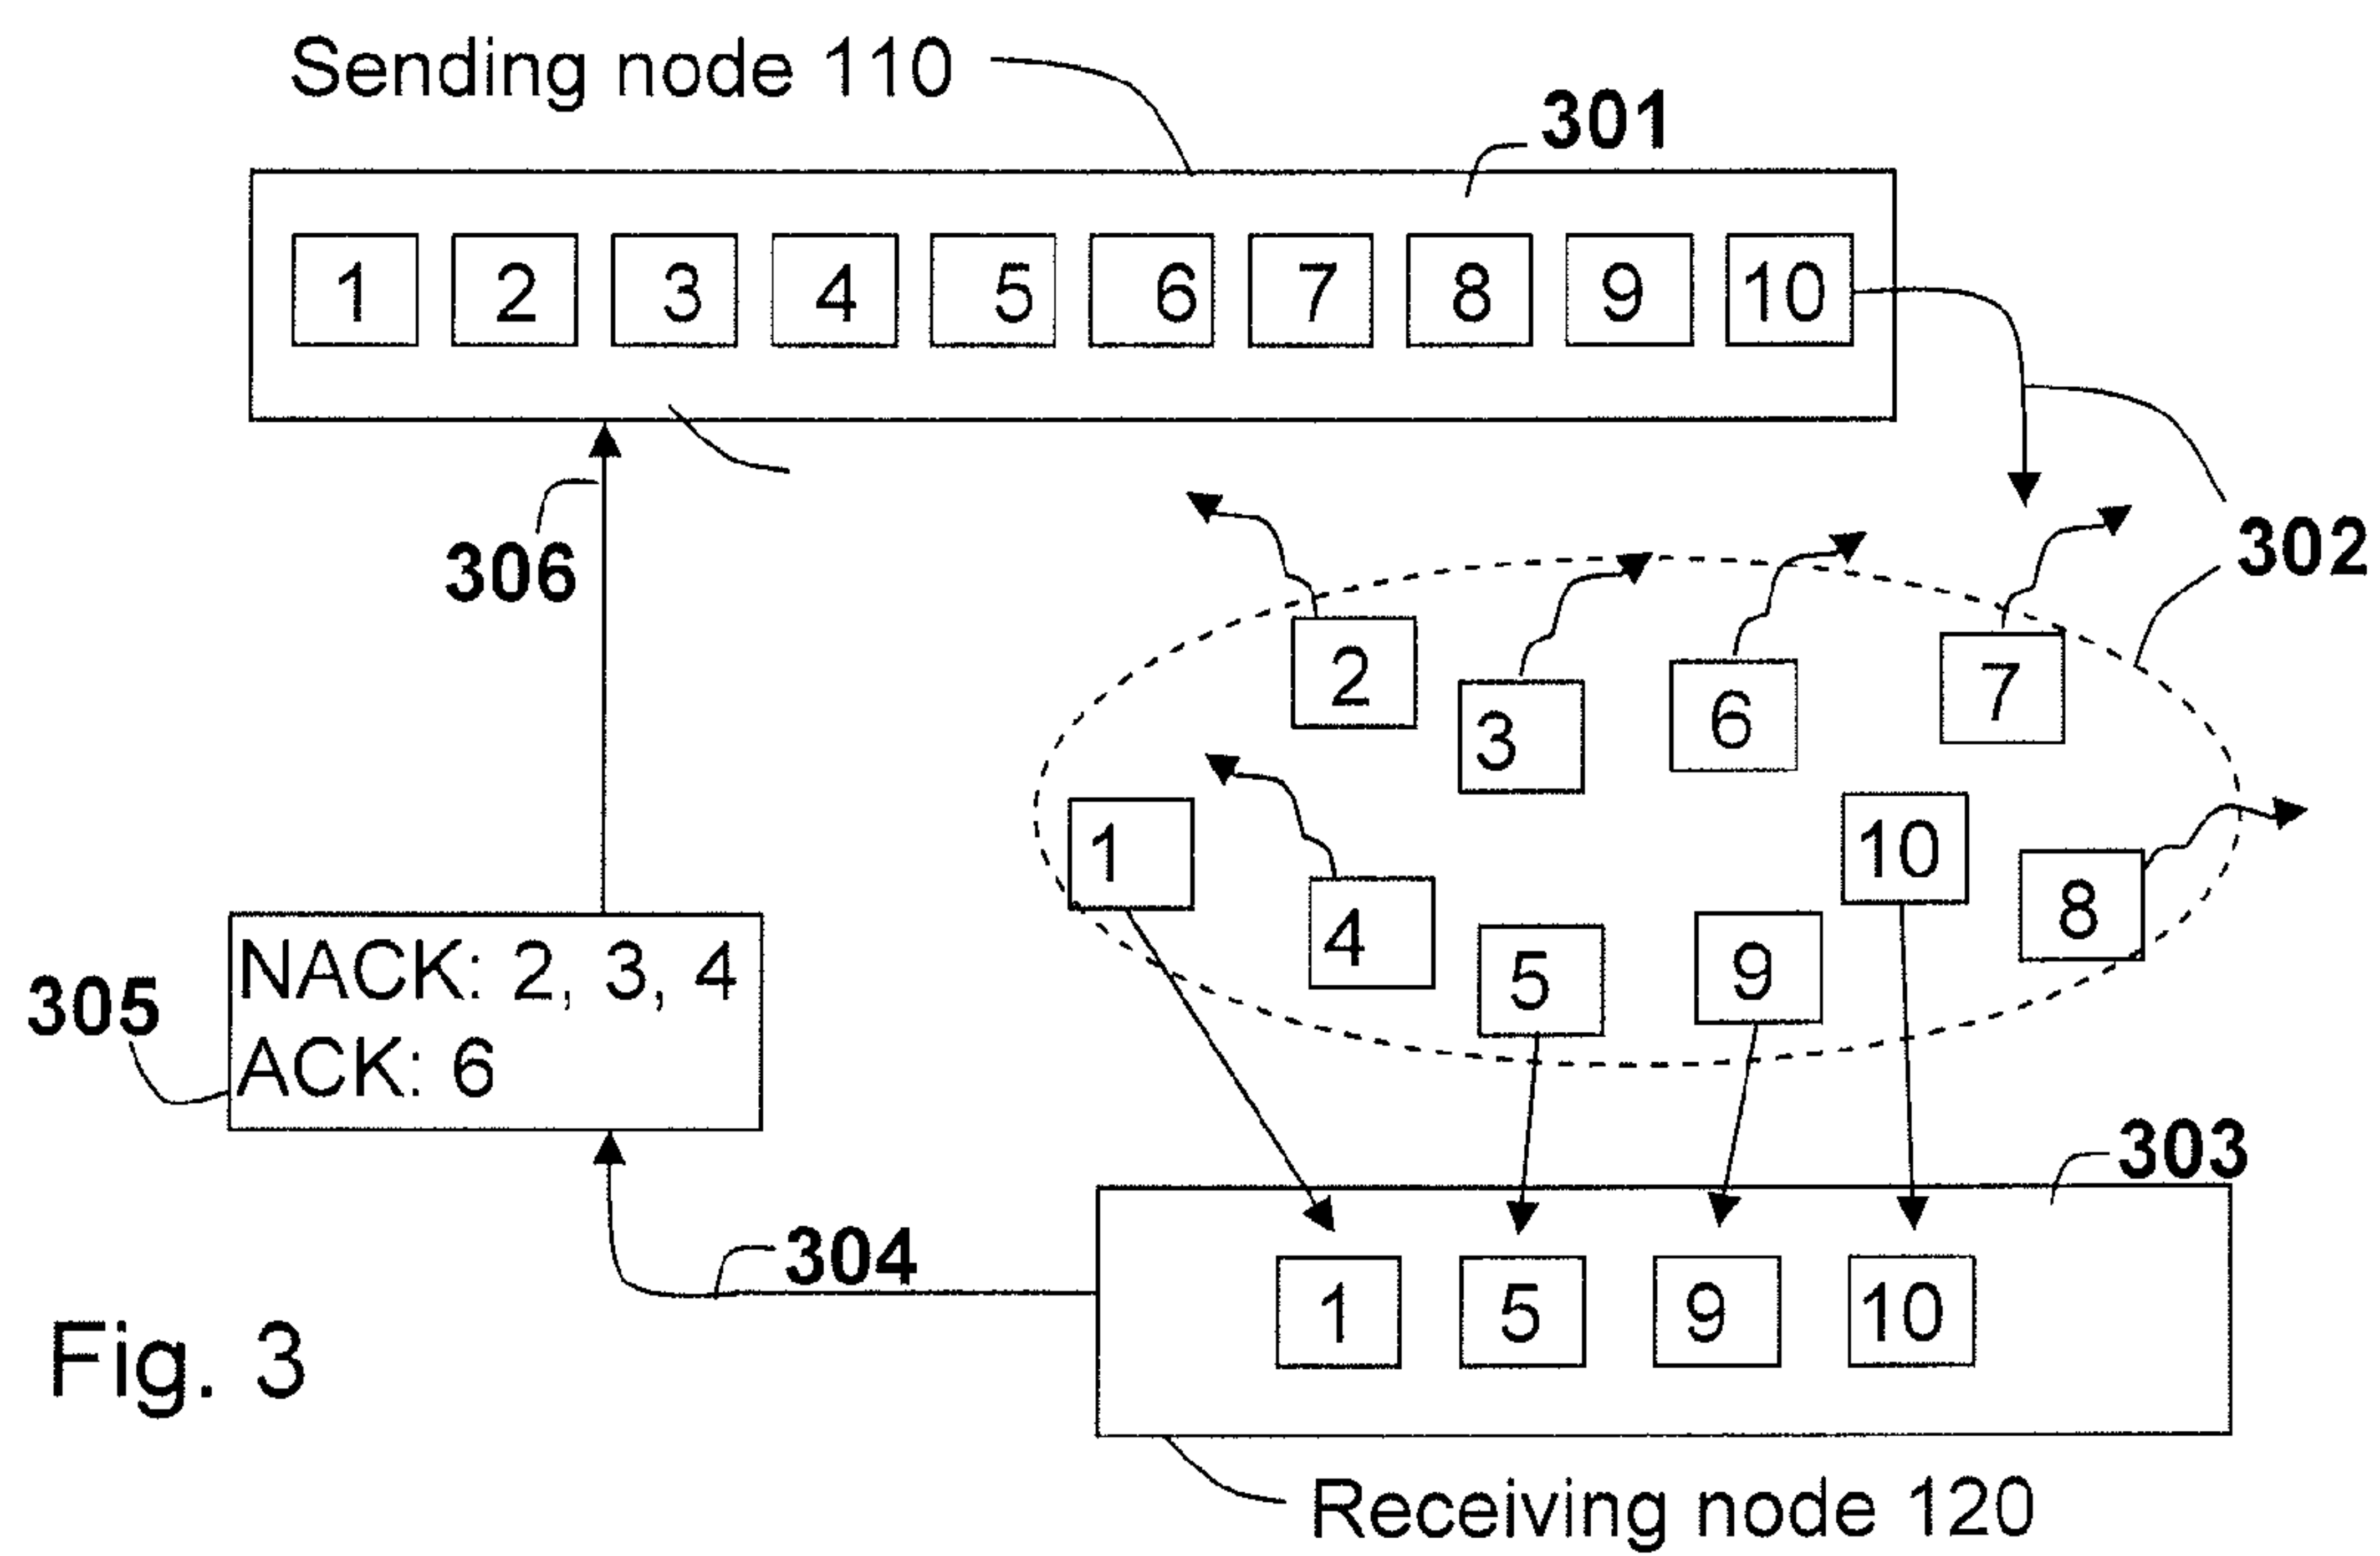 Sending node 110
301
1 2 3 4 5 6 7 8 9 10
306
302
2 3 6 7
1 4 5 9 10 8
NACK: 2, 3, 4
ACK: 6
305
303
304
1 5 9 10
Fig. 3
Receiving node 120